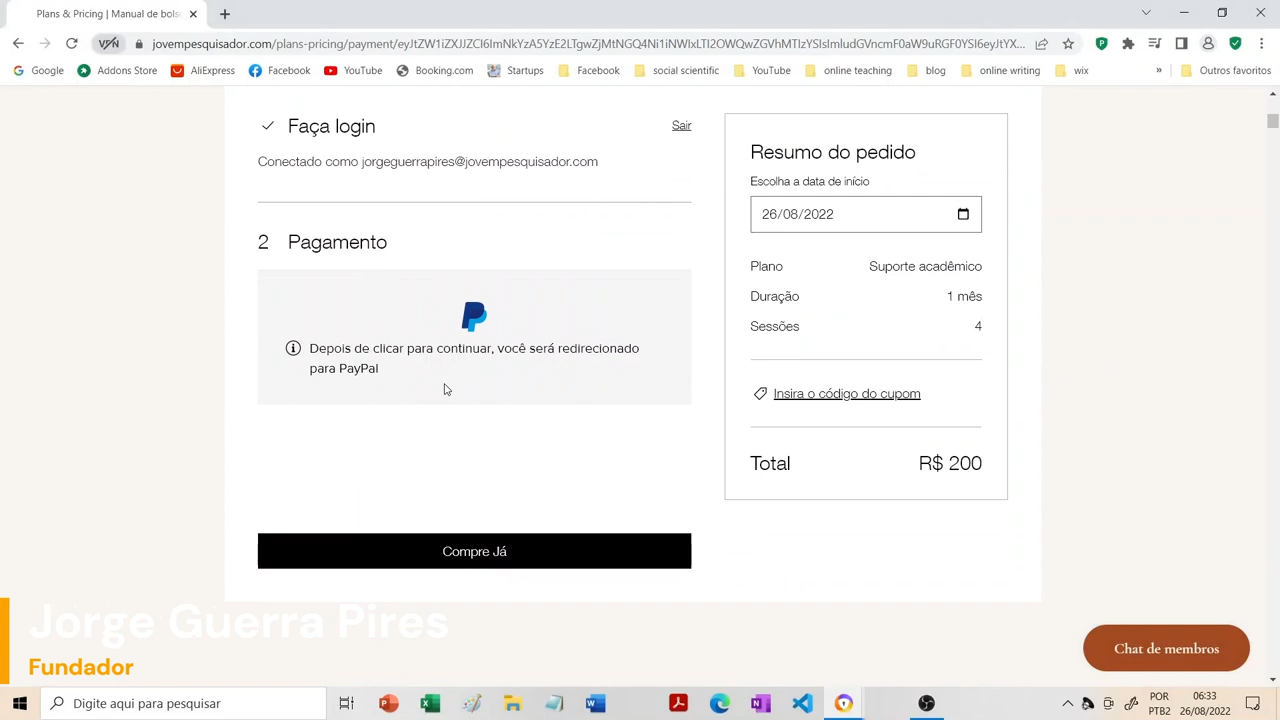 Plans & Pricing | Manual de bols
jovempesquisador.com/plans-pricing/payment/eyJtZW1iZXJJZCI6ImNkYzA5YzE2LTgwZjMtNGQ4Ni1iNWIxLTI2OWQwZGVhMTIzYSIsImludGVncmF0aW9uRGF0YSI6eyJtYX...
Google
Addons Store
AliExpress
Facebook
YouTube
Booking.com
Startups
Facebook
social scientific
YouTube
online teaching
blog
online writing
wix
»
Outros favoritos
Faça login
Sair
Conectado como jorgeguerrapires@jovempesquisador.com
2 Pagamento
Depois de clicar para continuar, você será redirecionado
para PayPal
Compre Já
Resumo do pedido
Escolha a data de início
26/08/2022
Plano Suporte acadêmico
Duração 1 mês
Sessões 4
Insira o código do cupom
Total R$ 200
Jorge Guerra Pires
Fundador
Chat de membros
Digite aqui para pesquisar
POR
PTB2
06:33
26/08/2022